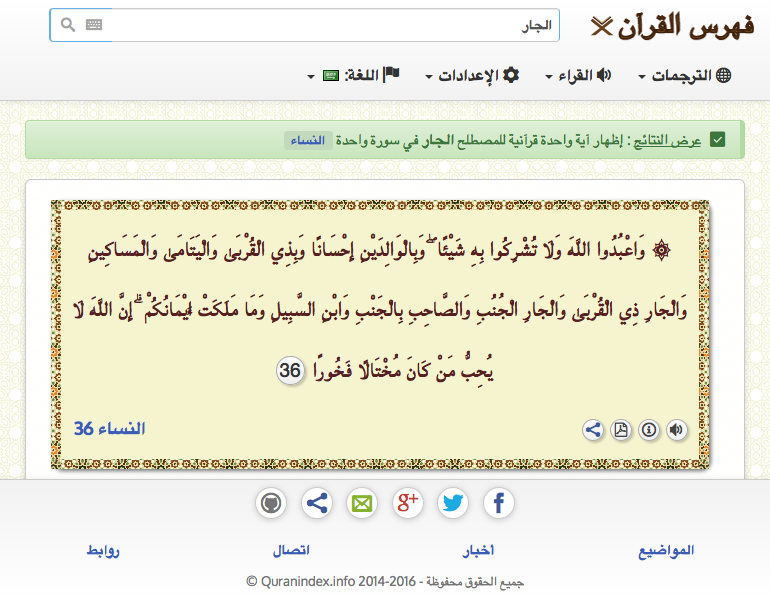 فهرس القرآن
الجار
الترجمات
القراء
الإعدادات
اللغة:
عرض النتائج : إظهار آية واحدة قرآنية للمصطلح الجار في سورة واحدة النساء
۞ وَاعْبُدُوا اللَّهَ وَلَا تُشْرِكُوا بِهِ شَيْئًا ۖ وَبِالْوَالِدَيْنِ إِحْسَانًا وَبِذِي الْقُرْبَىٰ وَالْيَتَامَىٰ وَالْمَسَاكِينِ
وَالْجَارِ ذِي الْقُرْبَىٰ وَالْجَارِ الْجُنُبِ وَالصَّاحِبِ بِالْجَنْبِ وَابْنِ السَّبِيلِ وَمَا مَلَكَتْ أَيْمَانُكُمْ ۗ إِنَّ اللَّهَ لَا
يُحِبُّ مَنْ كَانَ مُخْتَالًا فَخُورًا 36
النساء 36
المواضيع
أخبار
اتصال
روابط
جميع الحقوق محفوظة - Quranindex.info 2014-2016 ©